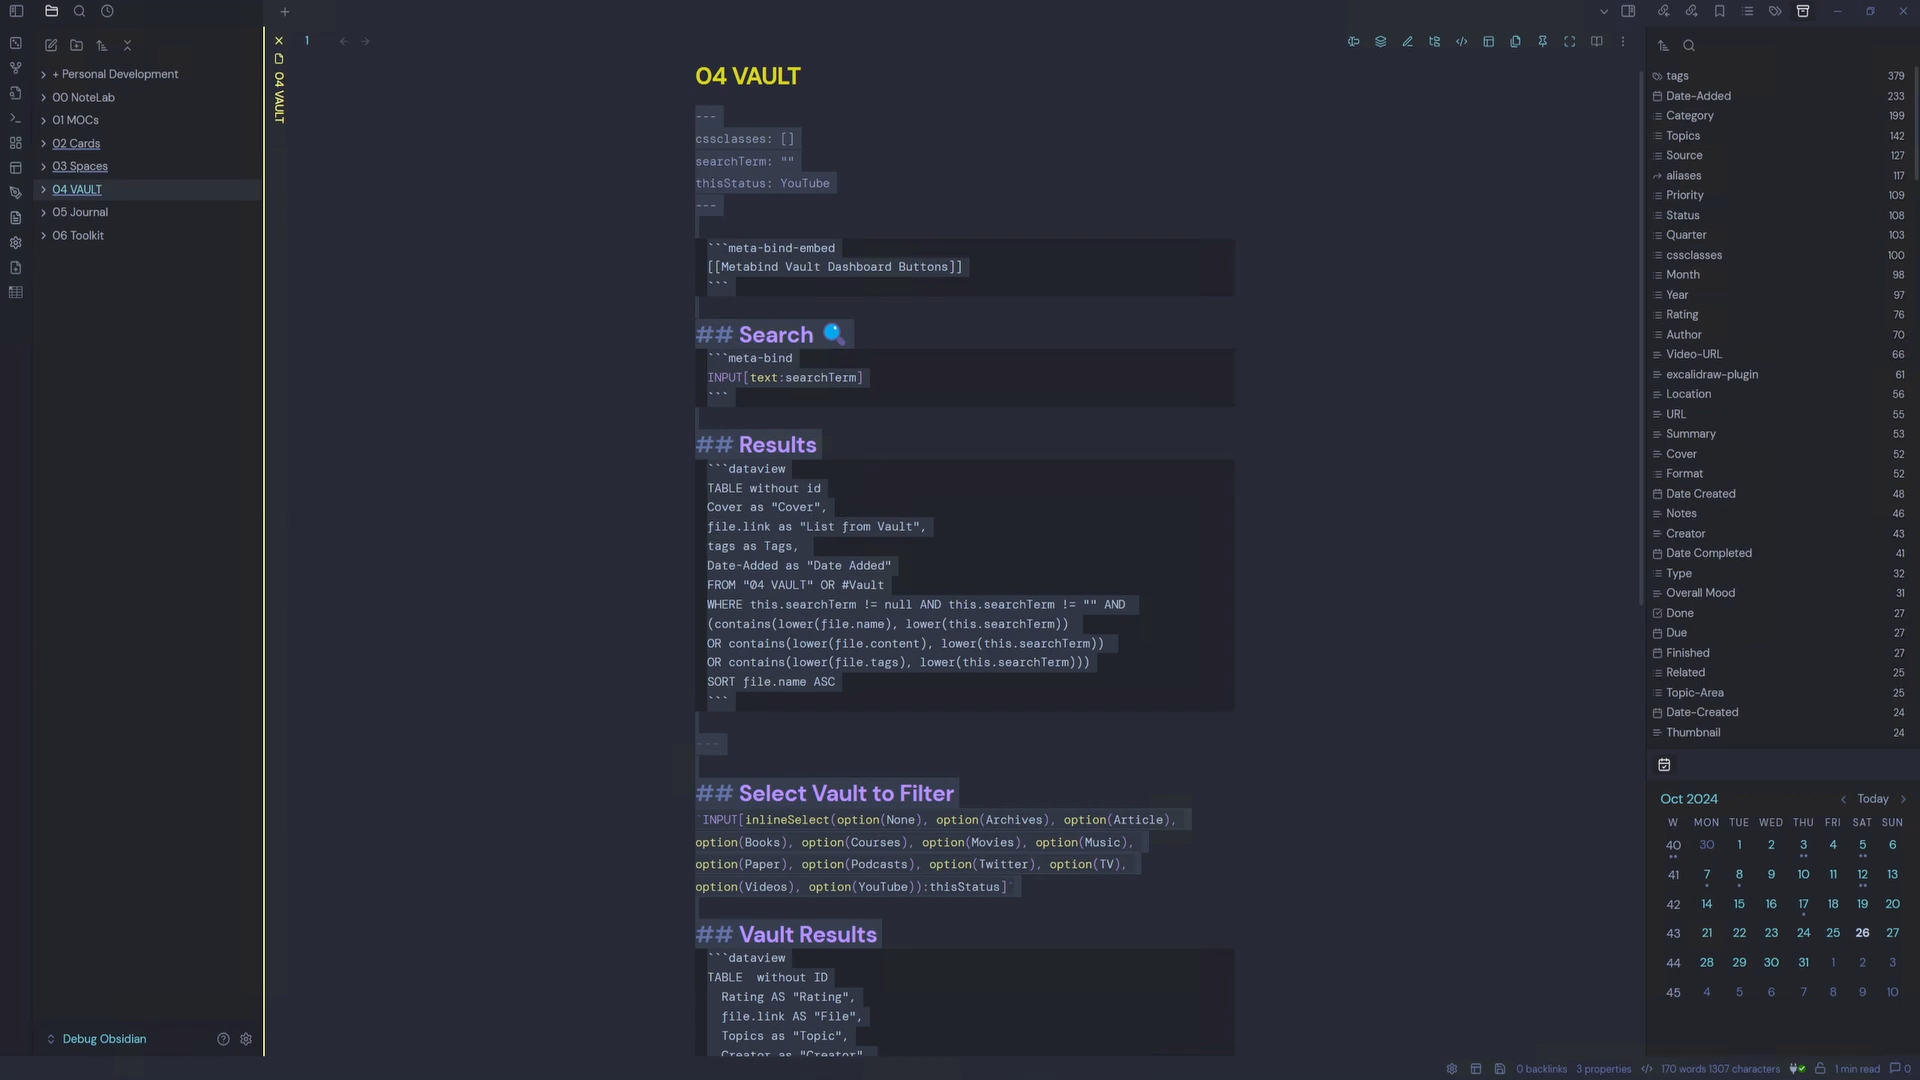 + Personal Development
00 NoteLab
01 MOCs
02 Cards
03 Spaces
04 VAULT
05 Journal
06 Toolkit
Debug Obsidian
04 VAULT
1
04 VAULT
---
cssclasses: []
searchTerm: ""
thisStatus: YouTube
---
```meta-bind-embed
[[Metabind Vault Dashboard Buttons]]
```
## Search 🔍
```meta-bind
INPUT[text:searchTerm]
```
## Results
```dataview
TABLE without id
Cover as "Cover",
file.link as "List from Vault",
tags as Tags,
Date-Added as "Date Added"
FROM "04 VAULT" OR #Vault
WHERE this.searchTerm != null AND this.searchTerm != "" AND
(contains(lower(file.name), lower(this.searchTerm))
OR contains(lower(file.content), lower(this.searchTerm))
OR contains(lower(file.tags), lower(this.searchTerm)))
SORT file.name ASC
```
---
## Select Vault to Filter
`INPUT[inlineSelect(option(None), option(Archives), option(Article),
option(Books), option(Courses), option(Movies), option(Music),
option(Paper), option(Podcasts), option(Twitter), option(TV),
option(Videos), option(YouTube)):thisStatus]`
## Vault Results
```dataview
TABLE  without ID
Rating AS "Rating",
file.link AS "File",
Topics as "Topic",
Creator as "Creator"
tags 379
Date-Added 233
Category 199
Topics 142
Source 127
aliases 117
Priority 109
Status 108
Quarter 103
cssclasses 100
Month 98
Year 97
Rating 76
Author 70
Video-URL 66
excalidraw-plugin 61
Location 56
URL 55
Summary 53
Cover 52
Format 52
Date Created 48
Notes 46
Creator 43
Date Completed 41
Type 32
Overall Mood 31
Done 27
Due 27
Finished 27
Related 25
Topic-Area 25
Date-Created 24
Thumbnail 24
Oct 2024 Today
W MON TUE WED THU FRI SAT SUN
40 30 1 2 3 4 5 6
41 7 8 9 10 11 12 13
42 14 15 16 17 18 19 20
43 21 22 23 24 25 26 27
44 28 29 30 31 1 2 3
45 4 5 6 7 8 9 10
0 backlinks 3 properties 170 words 1307 characters 1 min read 0